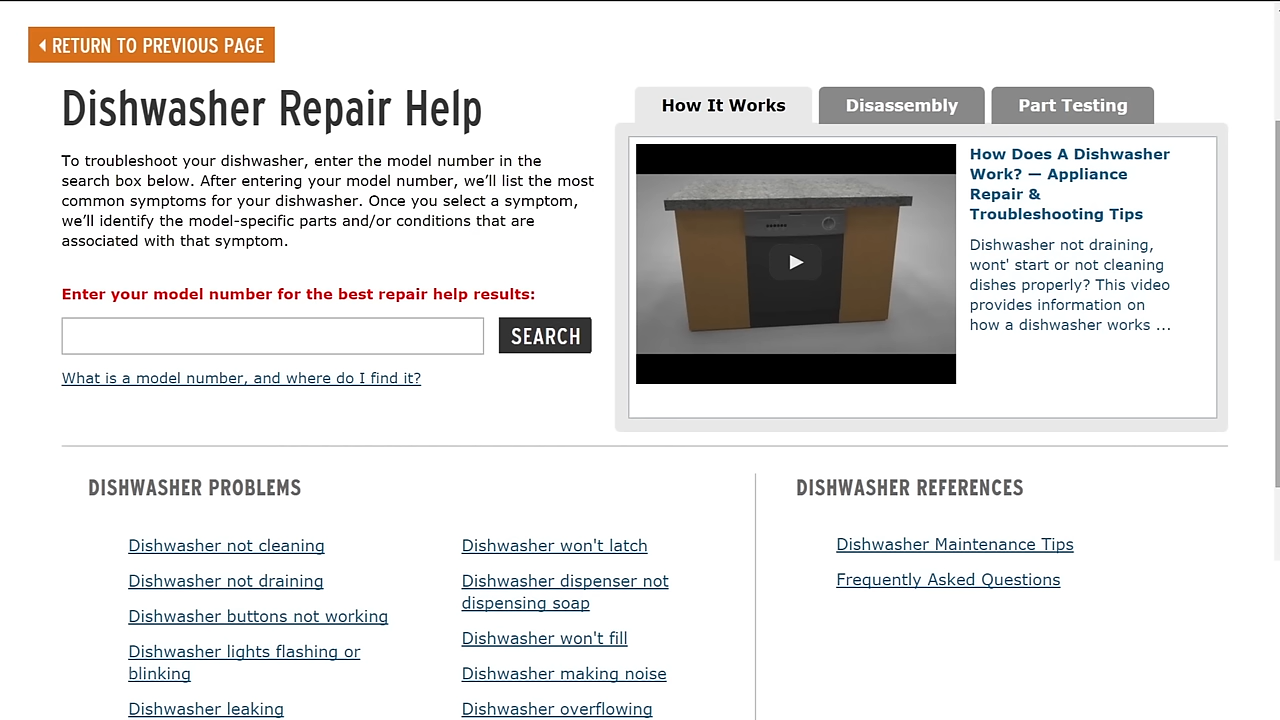 RETURN TO PREVIOUS PAGE
Dishwasher Repair Help
To troubleshoot your dishwasher, enter the model number in the
search box below. After entering your model number, we’ll list the most
common symptoms for your dishwasher. Once you select a symptom,
we’ll identify the model-specific parts and/or conditions that are
associated with that symptom.
Enter your model number for the best repair help results:
SEARCH
What is a model number, and where do I find it?
How It Works
Disassembly
Part Testing
How Does A Dishwasher
Work? — Appliance
Repair &
Troubleshooting Tips
Dishwasher not draining,
wont' start or not cleaning
dishes properly? This video
provides information on
how a dishwasher works ...
DISHWASHER PROBLEMS
Dishwasher not cleaning
Dishwasher not draining
Dishwasher buttons not working
Dishwasher lights flashing or
blinking
Dishwasher leaking
Dishwasher won't latch
Dishwasher dispenser not
dispensing soap
Dishwasher won't fill
Dishwasher making noise
Dishwasher overflowing
DISHWASHER REFERENCES
Dishwasher Maintenance Tips
Frequently Asked Questions